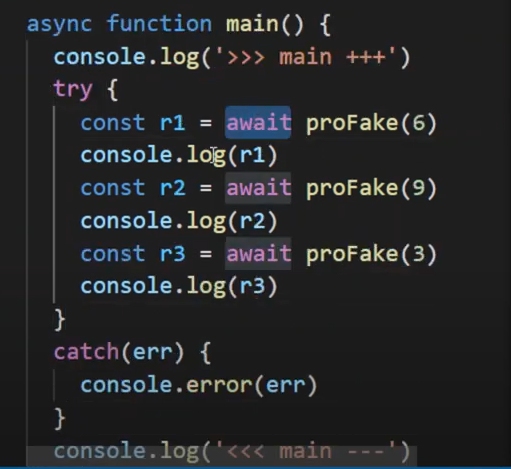 async function main() {
console.log('>>> main +++')
try {
const r1 = await proFake(6)
console.log(r1)
const r2 = await proFake(9)
console.log(r2)
const r3 = await proFake(3)
console.log(r3)
}
catch(err) {
console.error(err)
}
console.log('<<< main ---')